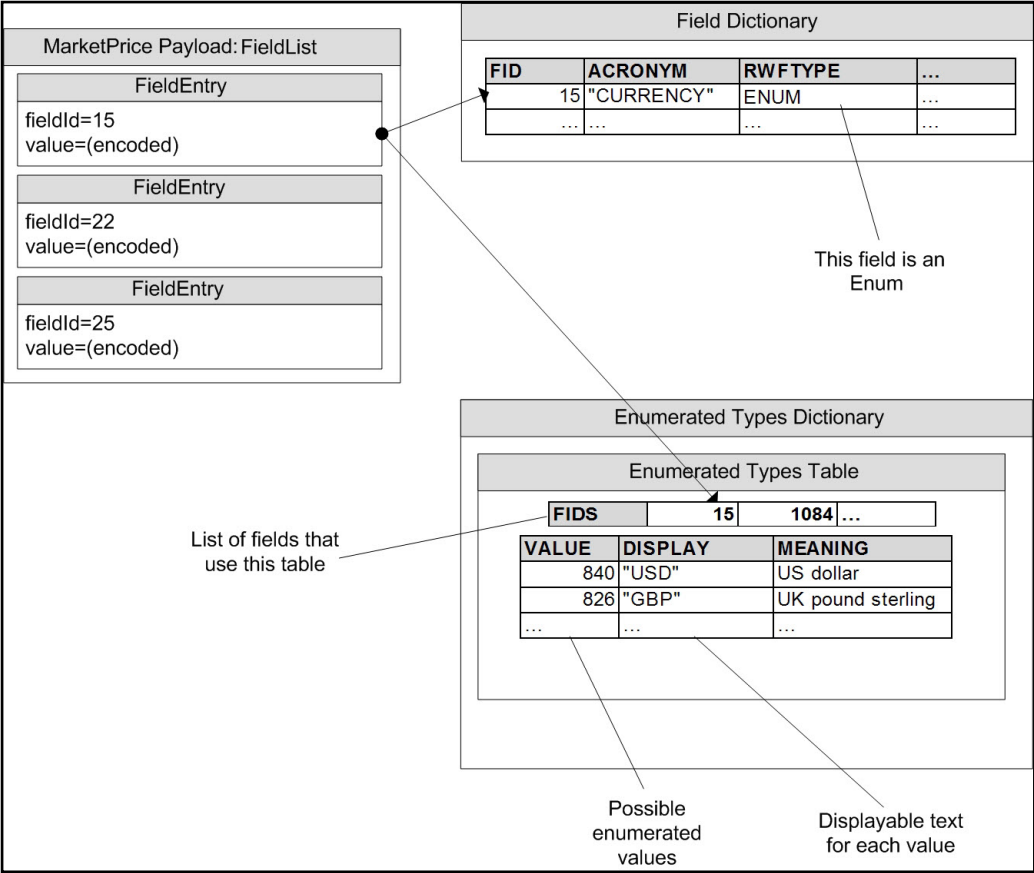 MarketPrice Payload: FieldList
FieldEntry
fieldId=15
value=(encoded)
FieldEntry
fieldId=22
value=(encoded)
FieldEntry
fieldId=25
value=(encoded)
Field Dictionary
FID ACRONYM RWFTYPE ...
15 "CURRENCY" ENUM ...
... ... ... ...
This field is an
Enum
Enumerated Types Dictionary
Enumerated Types Table
FIDS 15 1084 ...
List of fields that
use this table
VALUE DISPLAY MEANING
840 "USD" US dollar
826 "GBP" UK pound sterling
... ... ...
Possible
enumerated
values
Displayable text
for each value